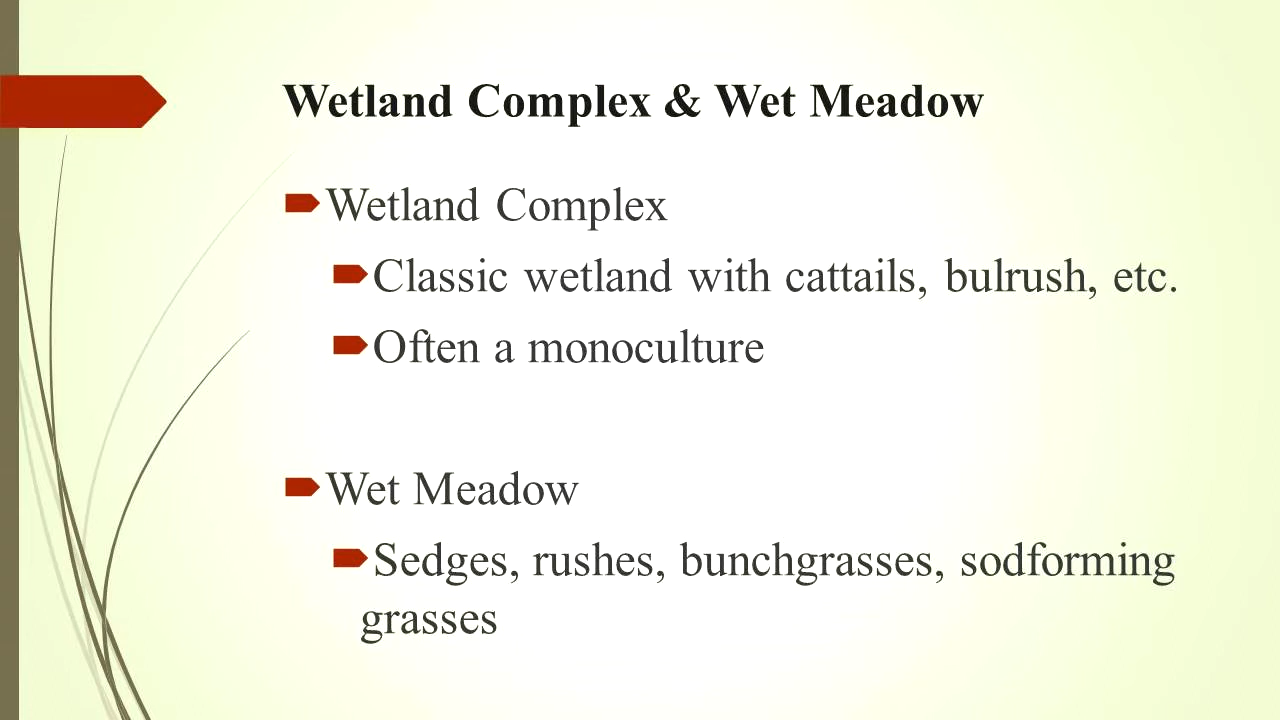 Wetland Complex & Wet Meadow
Wetland Complex
Classic wetland with cattails, bulrush, etc.
Often a monoculture
Wet Meadow
Sedges, rushes, bunchgrasses, sodforming
grasses